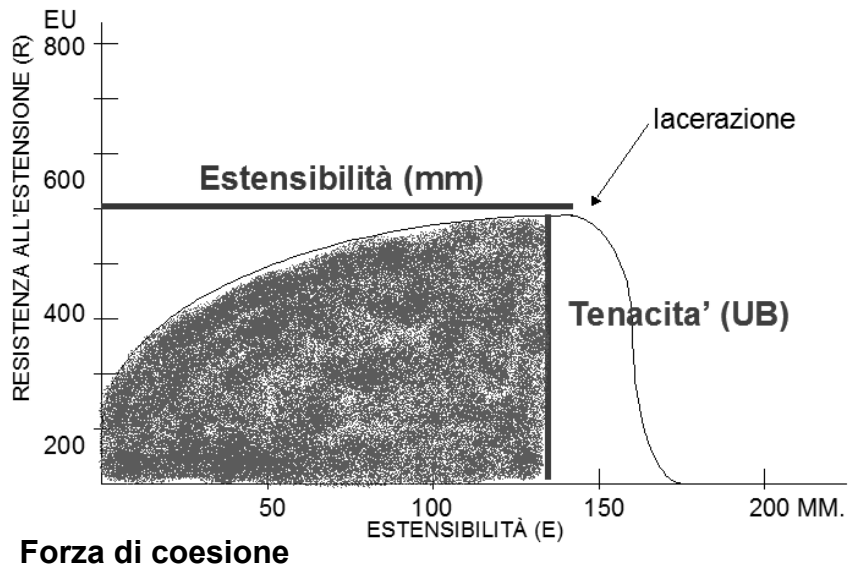 EU
800
600
400
200
RESISTENZA ALL'ESTENSIONE (R)
lacerazione
Estensibilità (mm)
Tenacita' (UB)
50
100
150
200 MM.
ESTENSIBILITÀ (E)
Forza di coesione